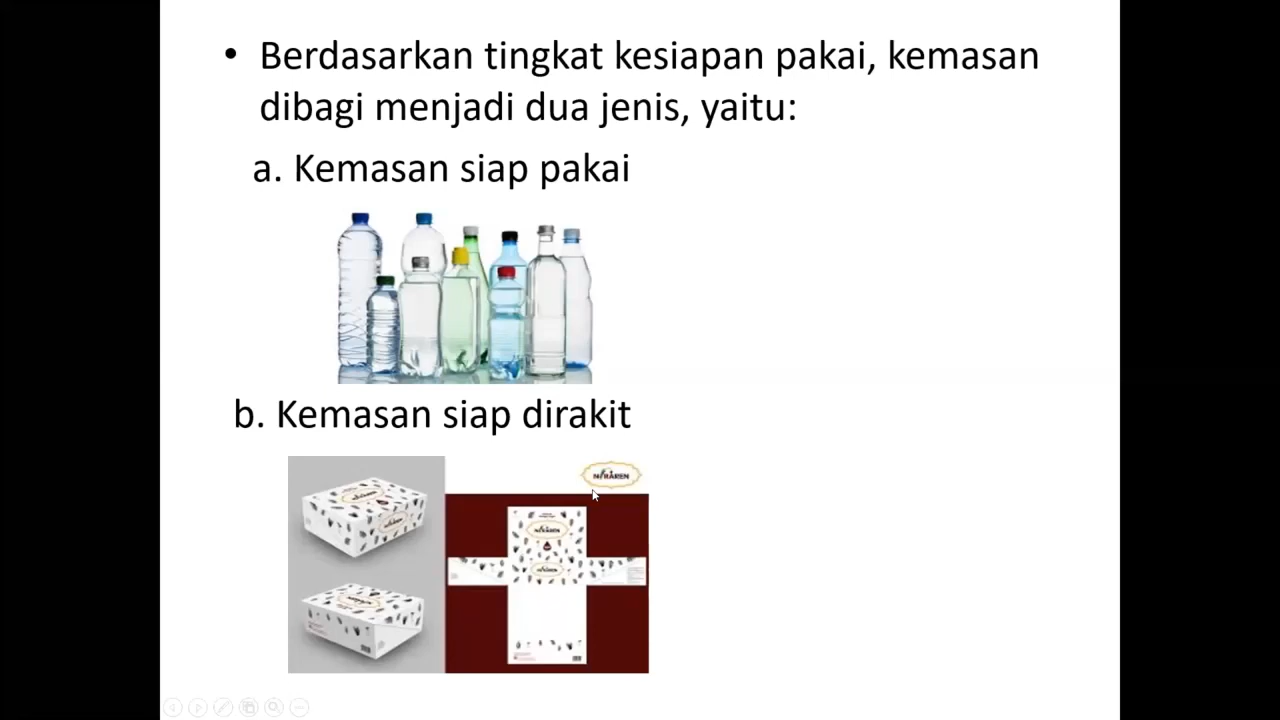 • Berdasarkan tingkat kesiapan pakai, kemasan
dibagi menjadi dua jenis, yaitu:
a. Kemasan siap pakai
b. Kemasan siap dirakit